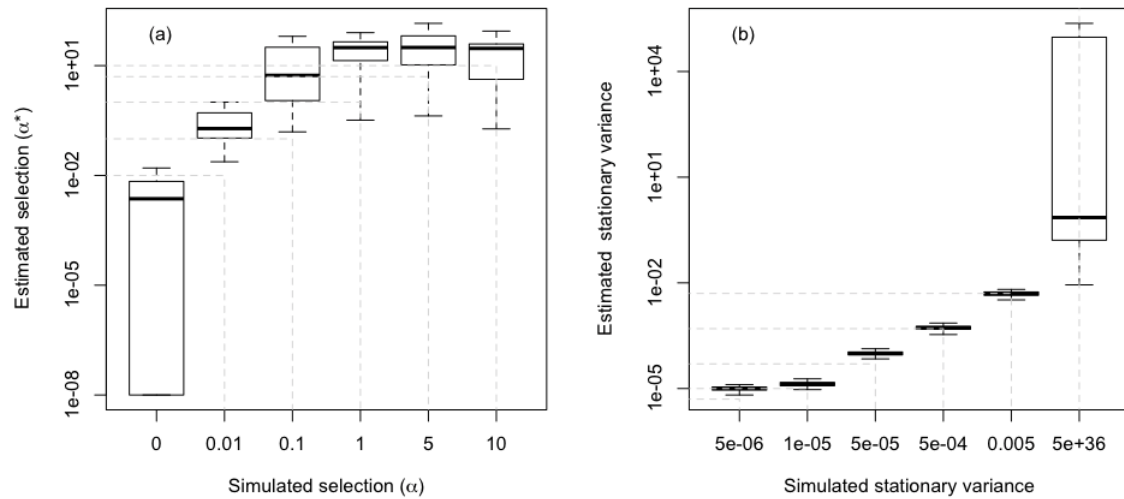 (a)
Estimated selection (α*)
1e+01
1e-02
1e-05
1e-08
0 0.01 0.1 1 5 10
Simulated selection (α)
(b)
Estimated stationary variance
1e+04
1e+01
1e-02
1e-05
5e-06 1e-05 5e-05 5e-04 0.005 5e+36
Simulated stationary variance